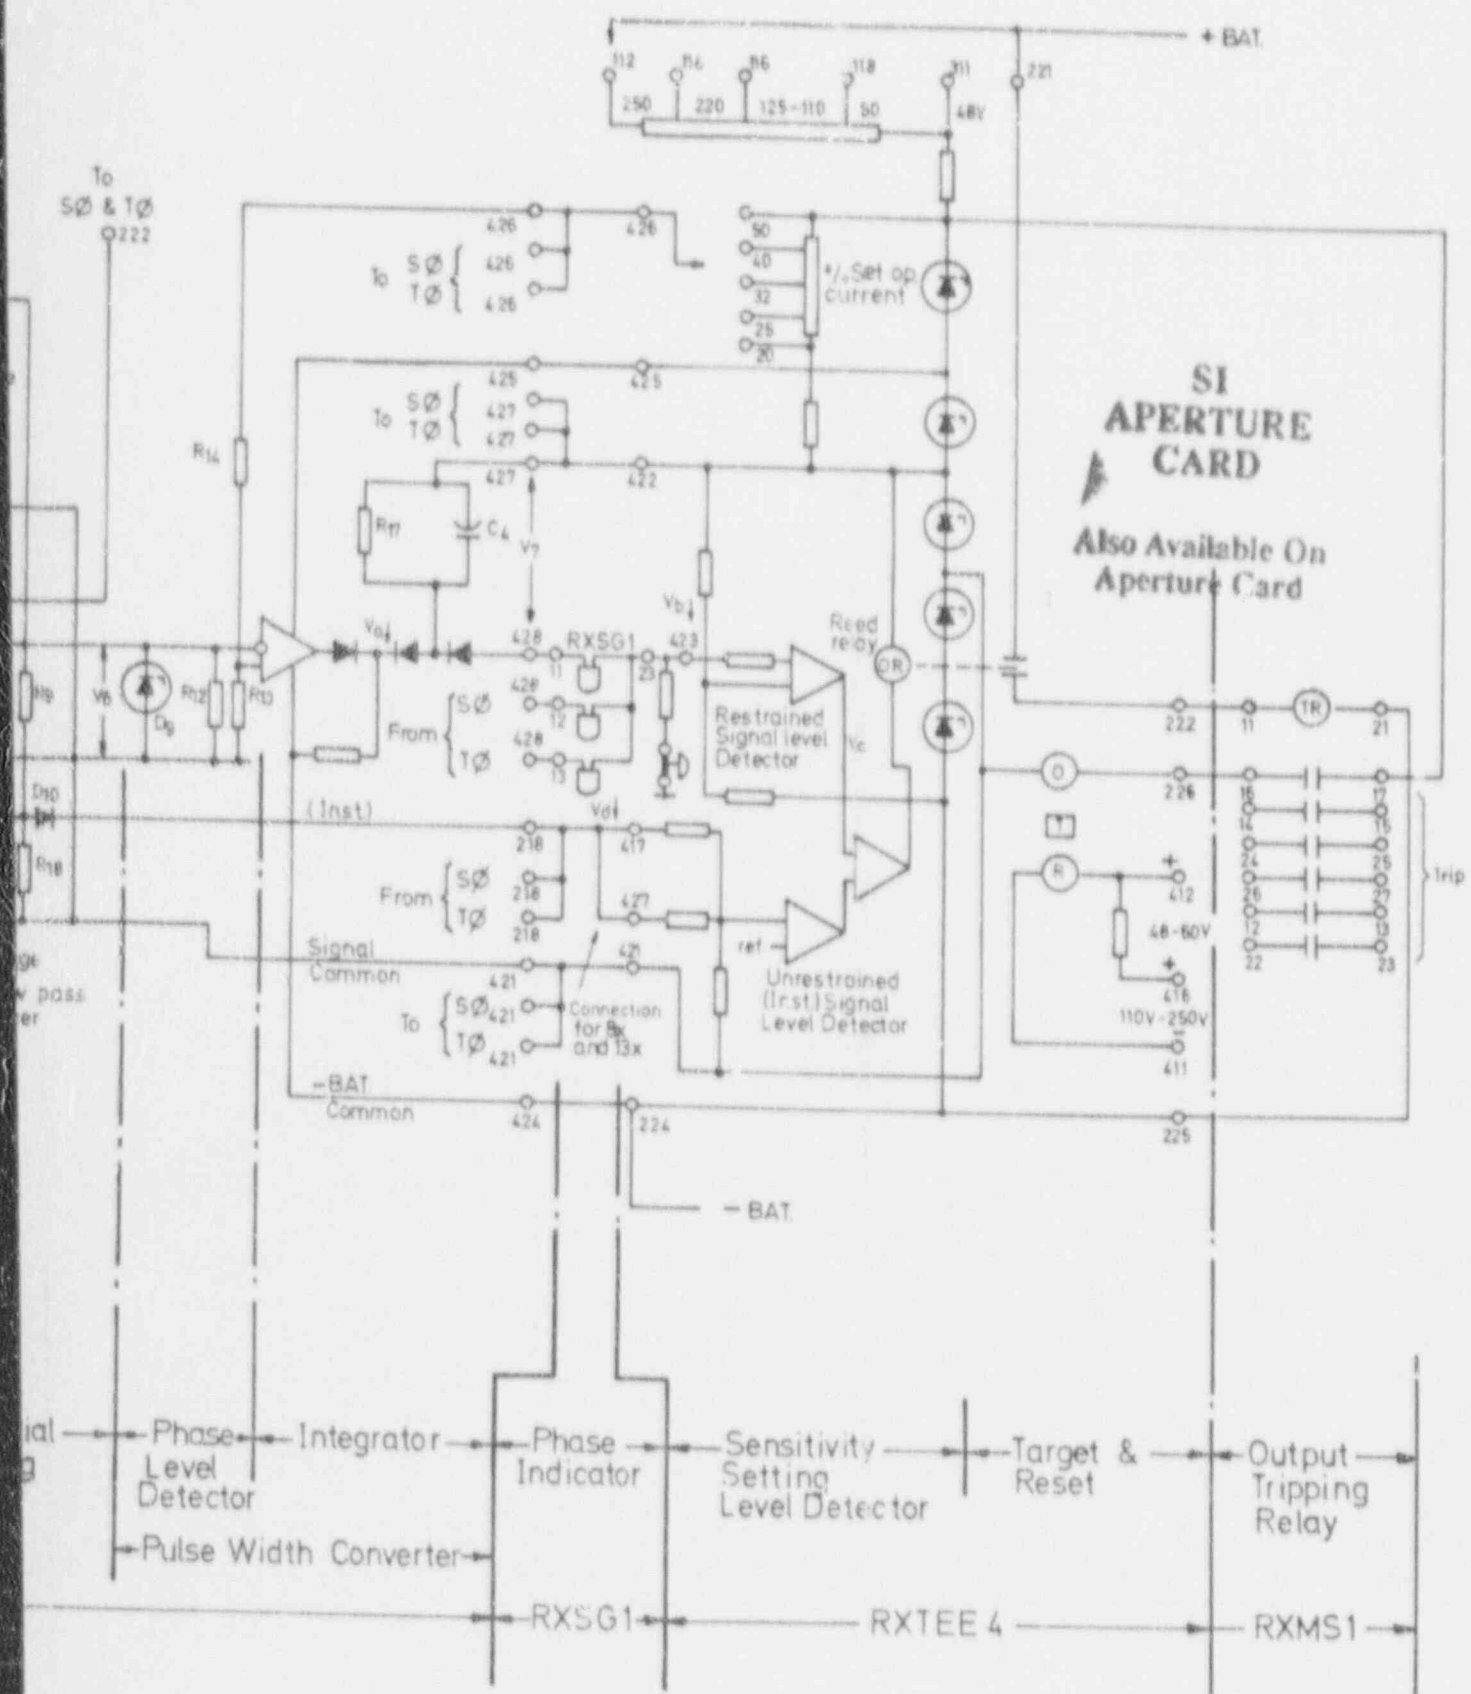 + BAT.
112
116
118
311
221
250
220
125-110
50
48V
To
SØ & TØ
222
426
426
To
SØ
TØ
426
426
50
40
32
25
20
Set op.
current
425
425
To
SØ
TØ
427
427
427
422
R14
R17
C4
V7
SI
APERTURE
CARD
Also Available On
Aperture Card
Va
Vb
428
RXSG1
423
11
23
Reed
relay
OR
From
SØ
TØ
428
12
428
13
Restrained
Signal level
Detector
Vc
R9
V6
D9
R12
R13
222
11
TR
21
O
226
16
17
14
15
24
25
26
27
12
13
22
23
Trip
T
R
+
412
48-60V
+
416
110V-250V
−
411
D10
R18
(Inst.)
Vd
218
417
From
SØ
TØ
218
218
427
ref
Signal
Common
421
421
To
SØ
TØ
421
421
Connection
for 8x
and 13x
Unrestrained
(Inst.) Signal
Level Detector
w pass
er
-BAT.
Common
424
224
225
- BAT.
ial
g
Phase
Level
Detector
Integrator
Phase
Indicator
Sensitivity
Setting
Level Detector
Target &
Reset
Output
Tripping
Relay
Pulse Width Converter
RXSG1
RXTEE 4
RXMS1